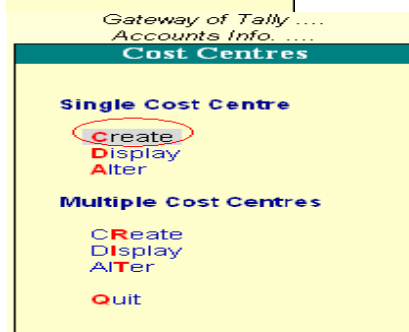 Gateway of Tally ....
Accounts Info. ....
Cost Centres
Single Cost Centre
Create
Display
Alter
Multiple Cost Centres
CReate
DIsplay
AlTer
Quit